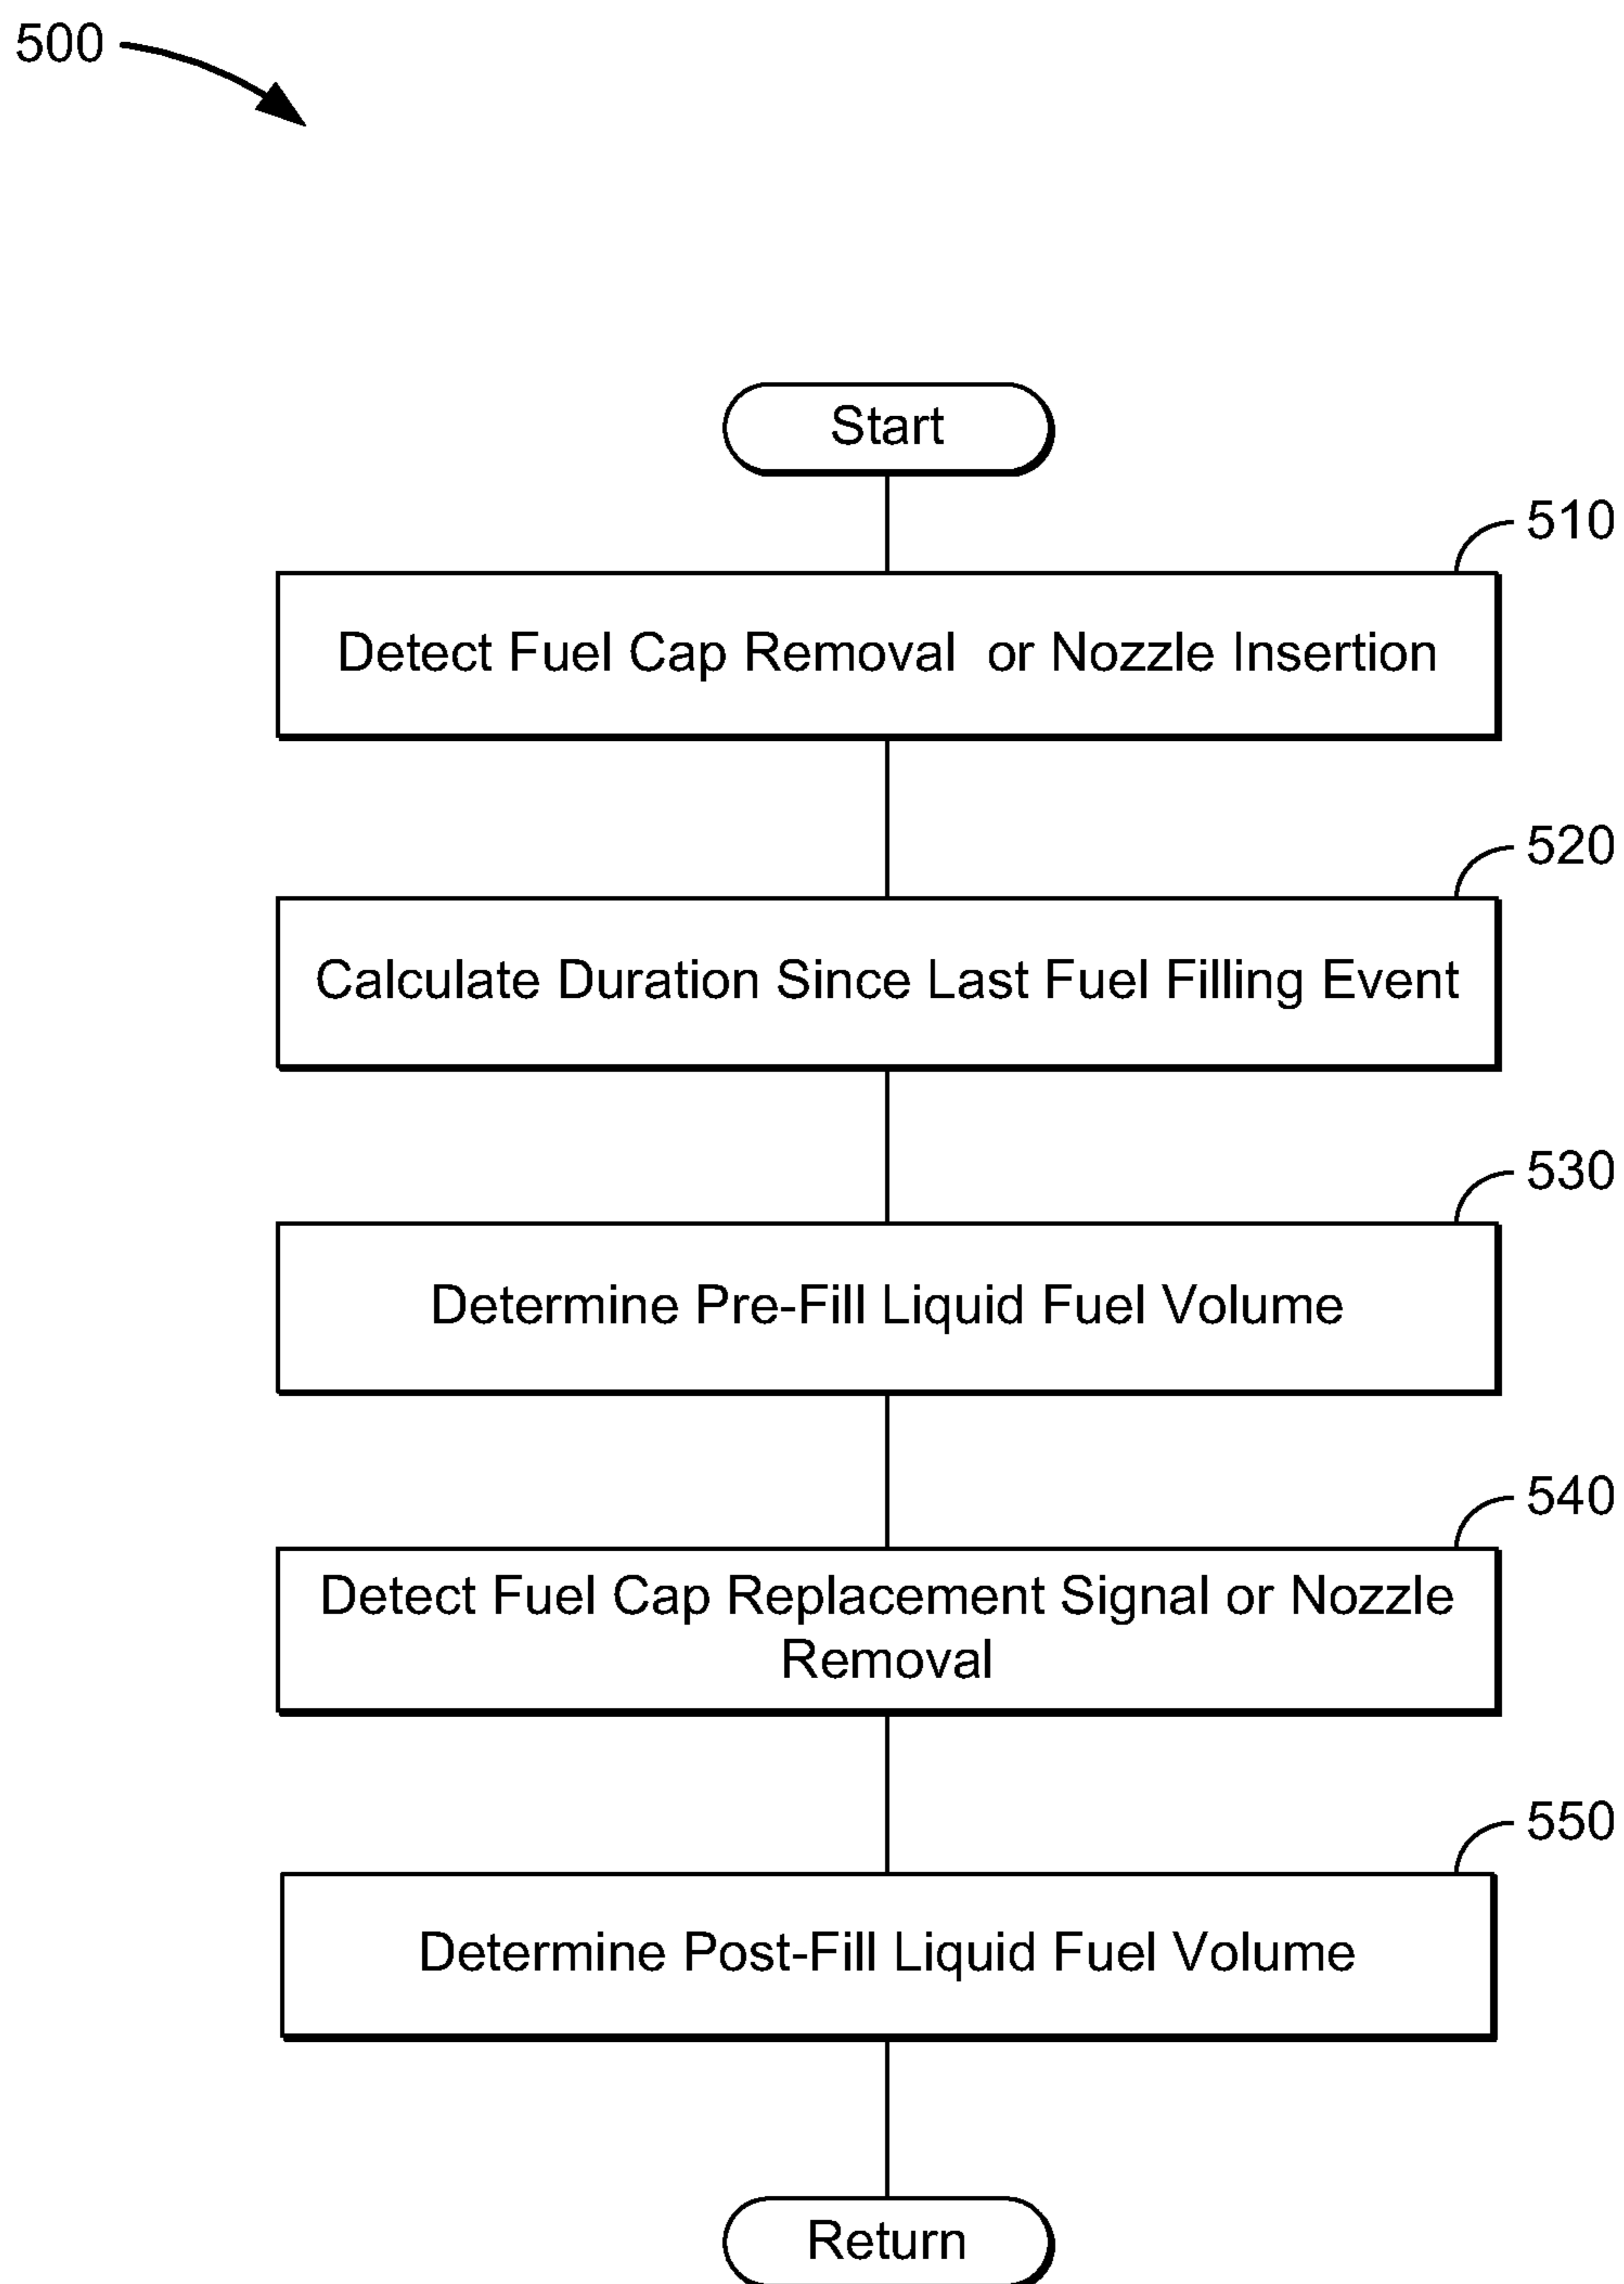 500
Start
510
Detect Fuel Cap Removal or Nozzle Insertion
520
Calculate Duration Since Last Fuel Filling Event
530
Determine Pre-Fill Liquid Fuel Volume
540
Detect Fuel Cap Replacement Signal or Nozzle
Removal
550
Determine Post-Fill Liquid Fuel Volume
Return